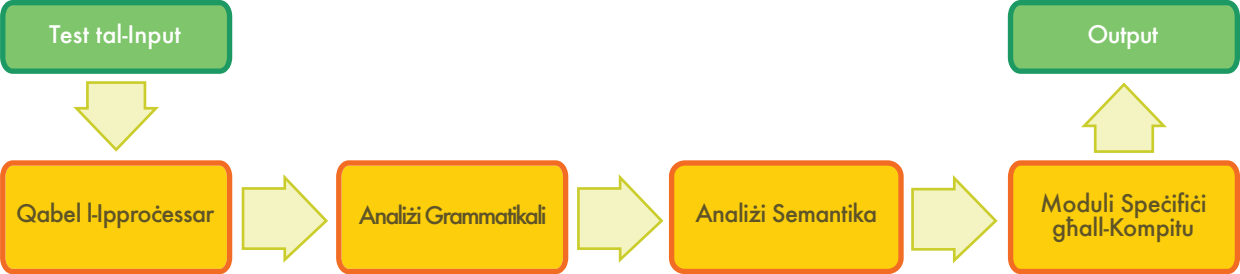 Test tal-Input
Output
Qabel l-Ipproċessar
Analiżi Grammatikali
Analiżi Semantika
Moduli Speċifiċi
għall-Kompitu